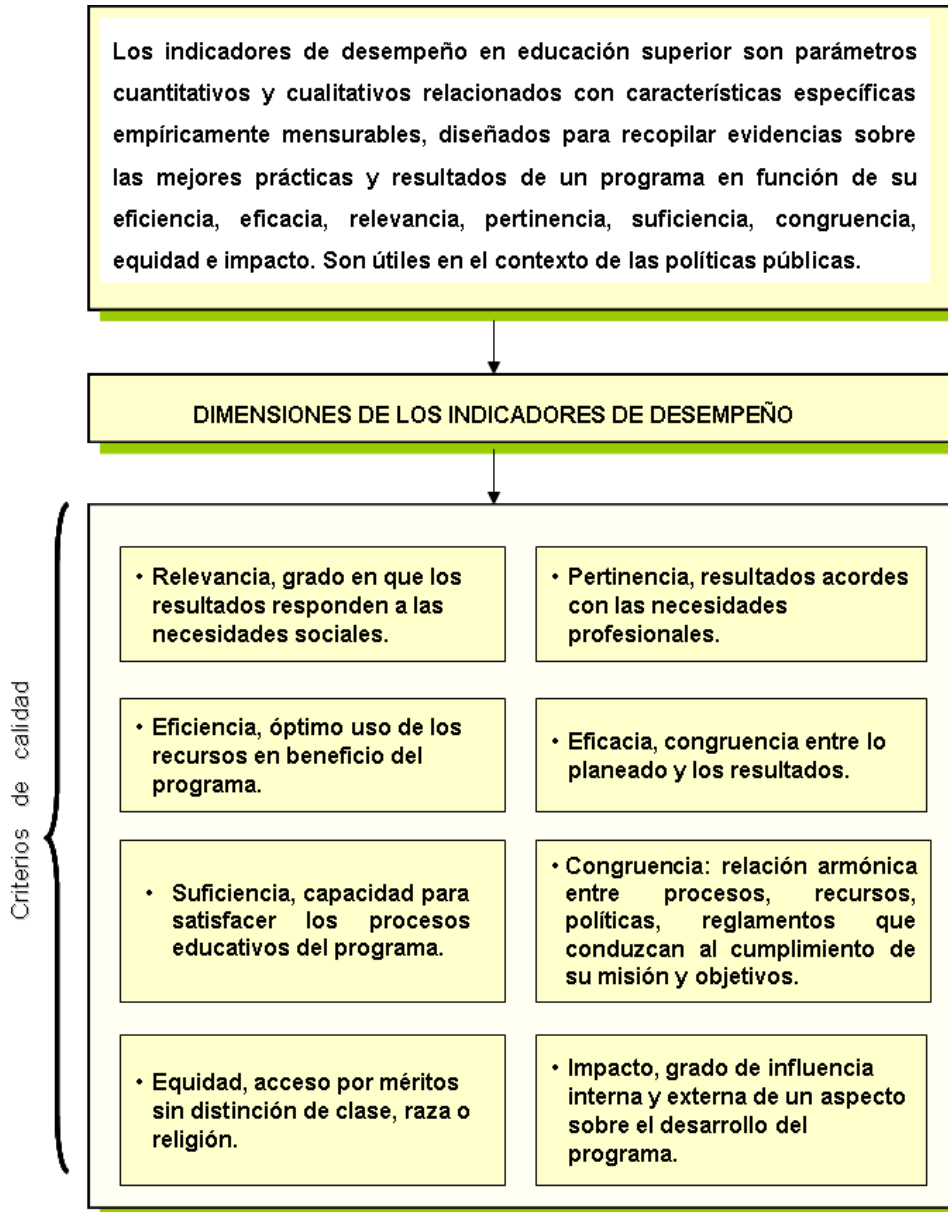 Los indicadores de desempeño en educación superior son parámetros
cuantitativos y cualitativos relacionados con características específicas
empíricamente mensurables, diseñados para recopilar evidencias sobre
las mejores prácticas y resultados de un programa en función de su
eficiencia, eficacia, relevancia, pertinencia, suficiencia, congruencia,
equidad e impacto. Son útiles en el contexto de las políticas públicas.
DIMENSIONES DE LOS INDICADORES DE DESEMPEÑO
Criterios de calidad
• Relevancia, grado en que los
resultados responden a las
necesidades sociales.
• Pertinencia, resultados acordes
con las necesidades
profesionales.
• Eficiencia, óptimo uso de los
recursos en beneficio del
programa.
• Eficacia, congruencia entre lo
planeado y los resultados.
• Suficiencia, capacidad para
satisfacer los procesos
educativos del programa.
Congruencia: relación armónica
entre procesos, recursos,
políticas, reglamentos que
conduzcan al cumplimiento de
su misión y objetivos.
• Equidad, acceso por méritos
sin distinción de clase, raza o
religión.
• Impacto, grado de influencia
interna y externa de un aspecto
sobre el desarrollo del
programa.